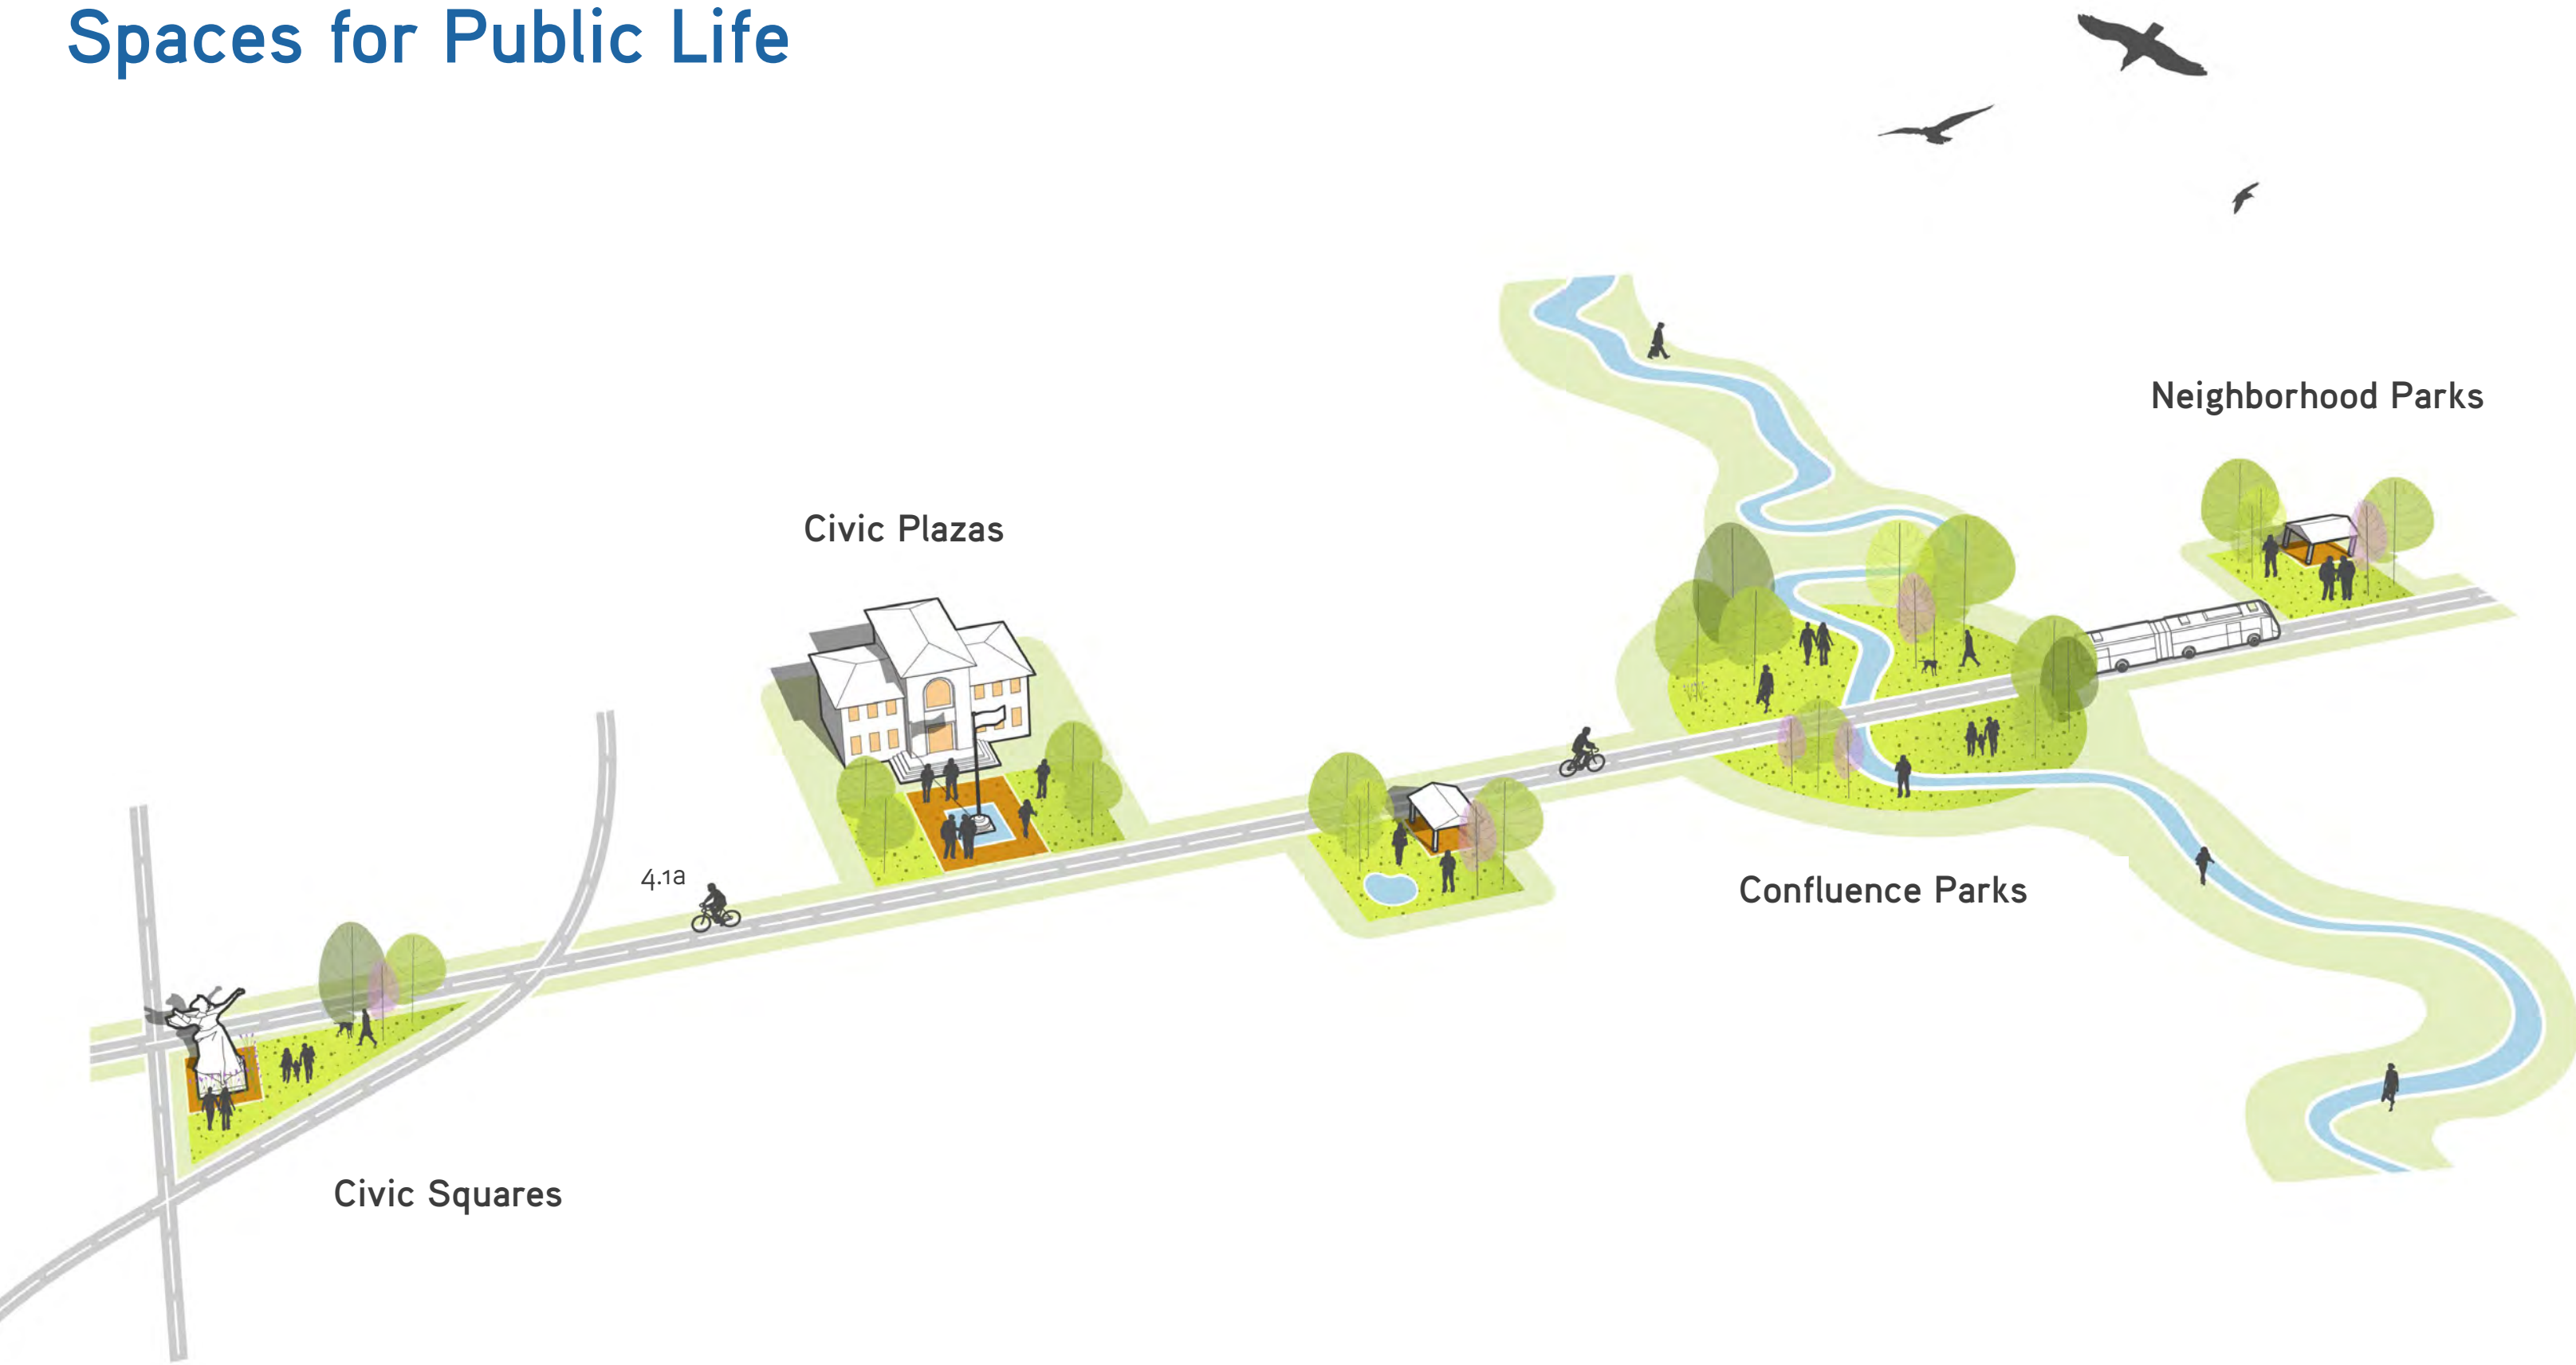 Spaces for Public Life
Neighborhood Parks
Civic Plazas
4.1a
Confluence Parks
Civic Squares